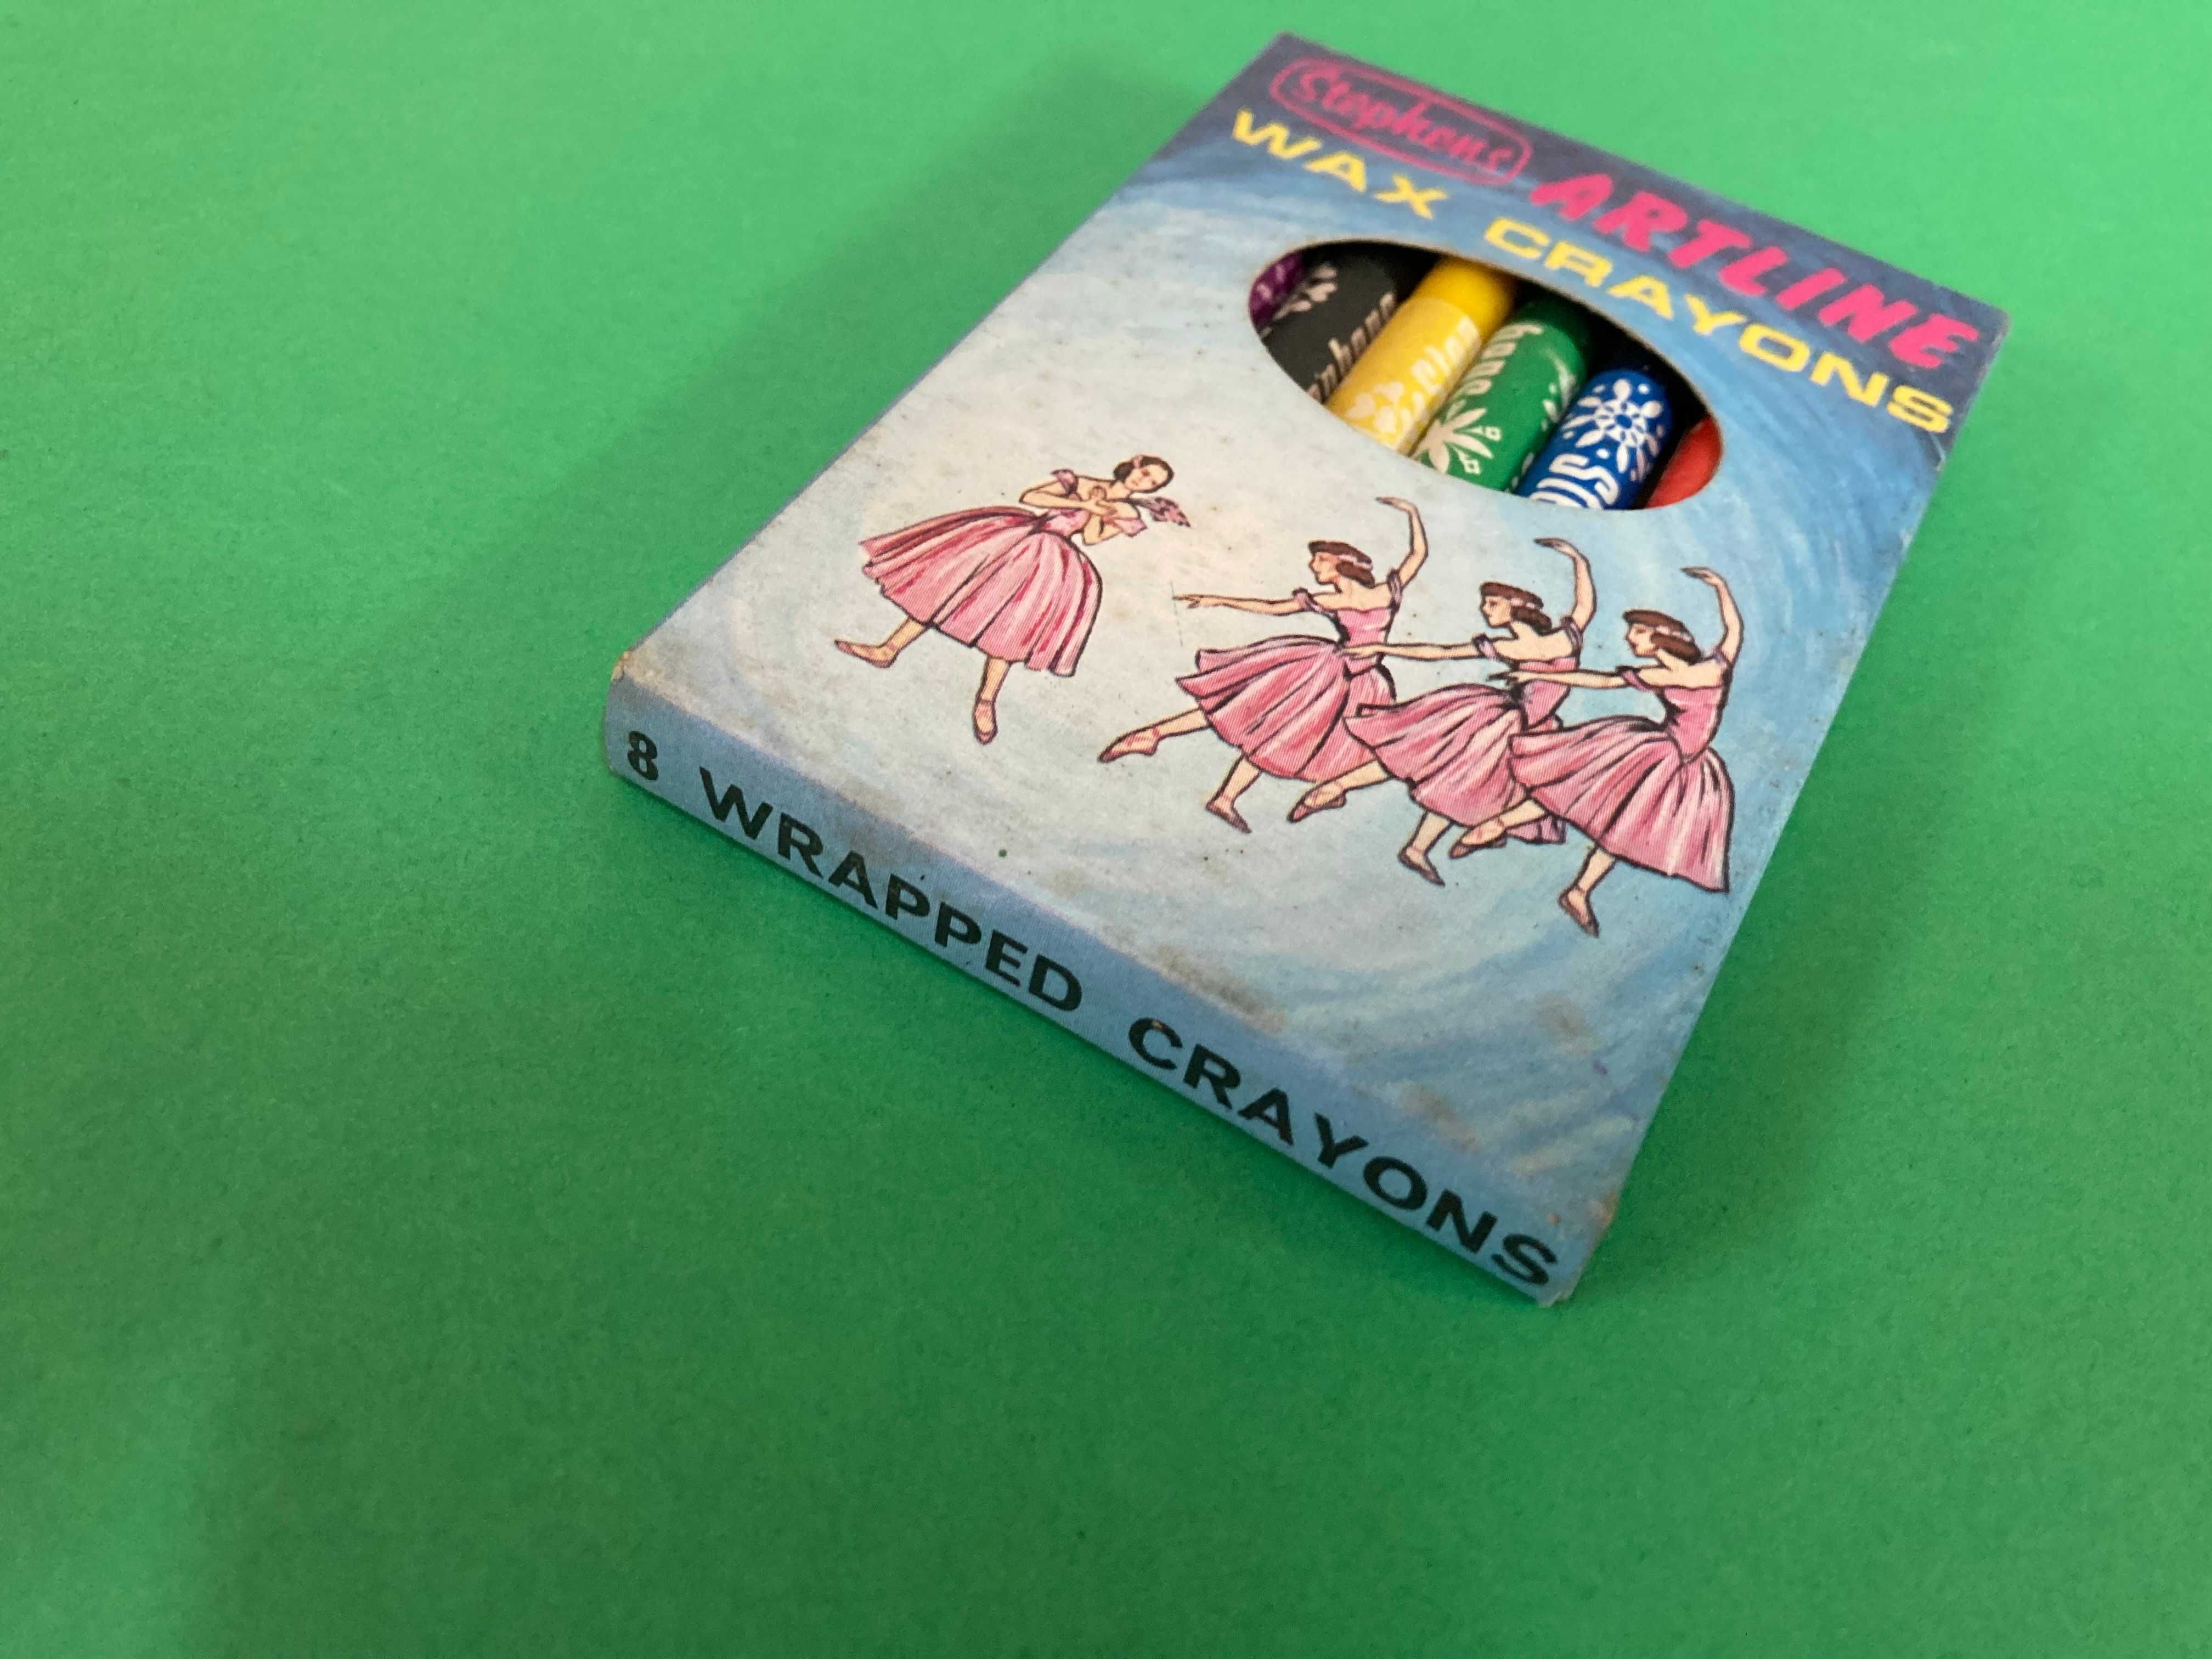 Stephens
ARTLINE
WAX CRAYONS
8 WRAPPED CRAYONS